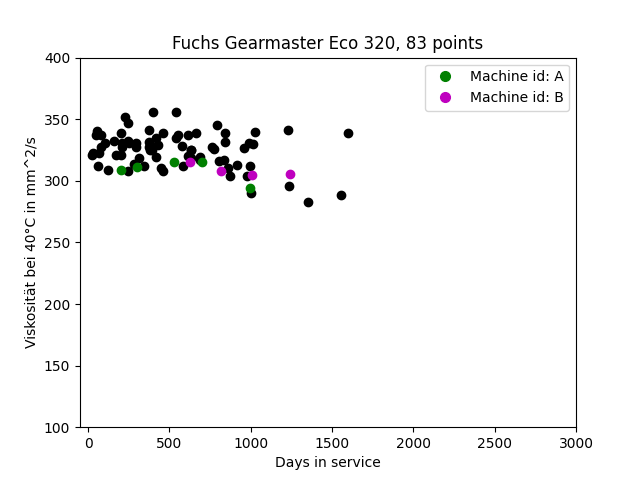 Fuchs Gearmaster Eco 320, 83 points
Machine id: A
Machine id: B
400
350
300
250
200
150
100
Viskosität bei 40°C in mm^2/s
0
500
1000
1500
2000
2500
3000
Days in service